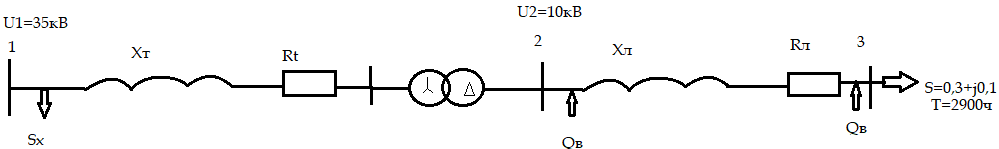 U1=35кВ
U2=10кВ
1
Xт
Rt
2
Xл
Rл
3
Sx
Qв
Qв
S=0,3+j0,1
T=2900ч